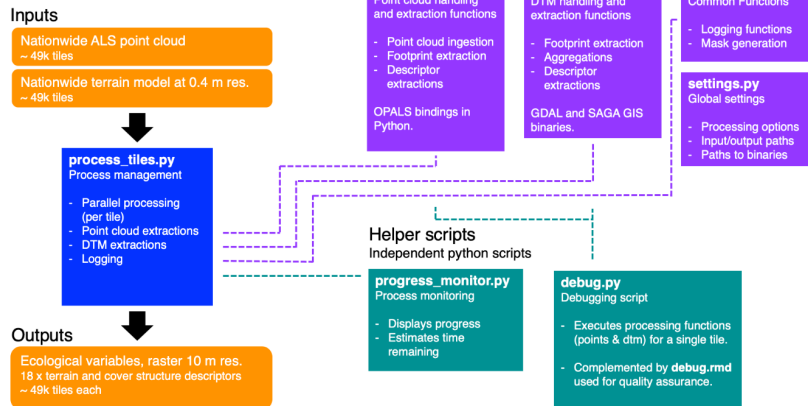 Inputs
Nationwide ALS point cloud
~ 49k tiles
Nationwide terrain model at 0.4 m res.
~ 49k tiles
process_tiles.py
Process management
- Parallel processing
(per tile)
- Point cloud extractions
- DTM extractions
- Logging
Outputs
Ecological variables, raster 10 m res.
18 x terrain and cover structure descriptors
~ 49k tiles each
Point cloud handling
and extraction functions
- Point cloud ingestion
- Footprint extraction
- Descriptor
extractions
OPALS bindings in
Python.
DTM handling and
extraction functions
- Footprint extraction
- Aggregations
- Descriptor
extractions
GDAL and SAGA GIS
binaries.
Common Functions
- Logging functions
- Mask generation
settings.py
Global settings
- Processing options
- Input/output paths
- Paths to binaries
Helper scripts
Independent python scripts
progress_monitor.py
Process monitoring
- Displays progress
- Estimates time
remaining
debug.py
Debugging script
- Executes processing functions
(points & dtm) for a single tile.
- Complemented by debug.rmd
used for quality assurance.